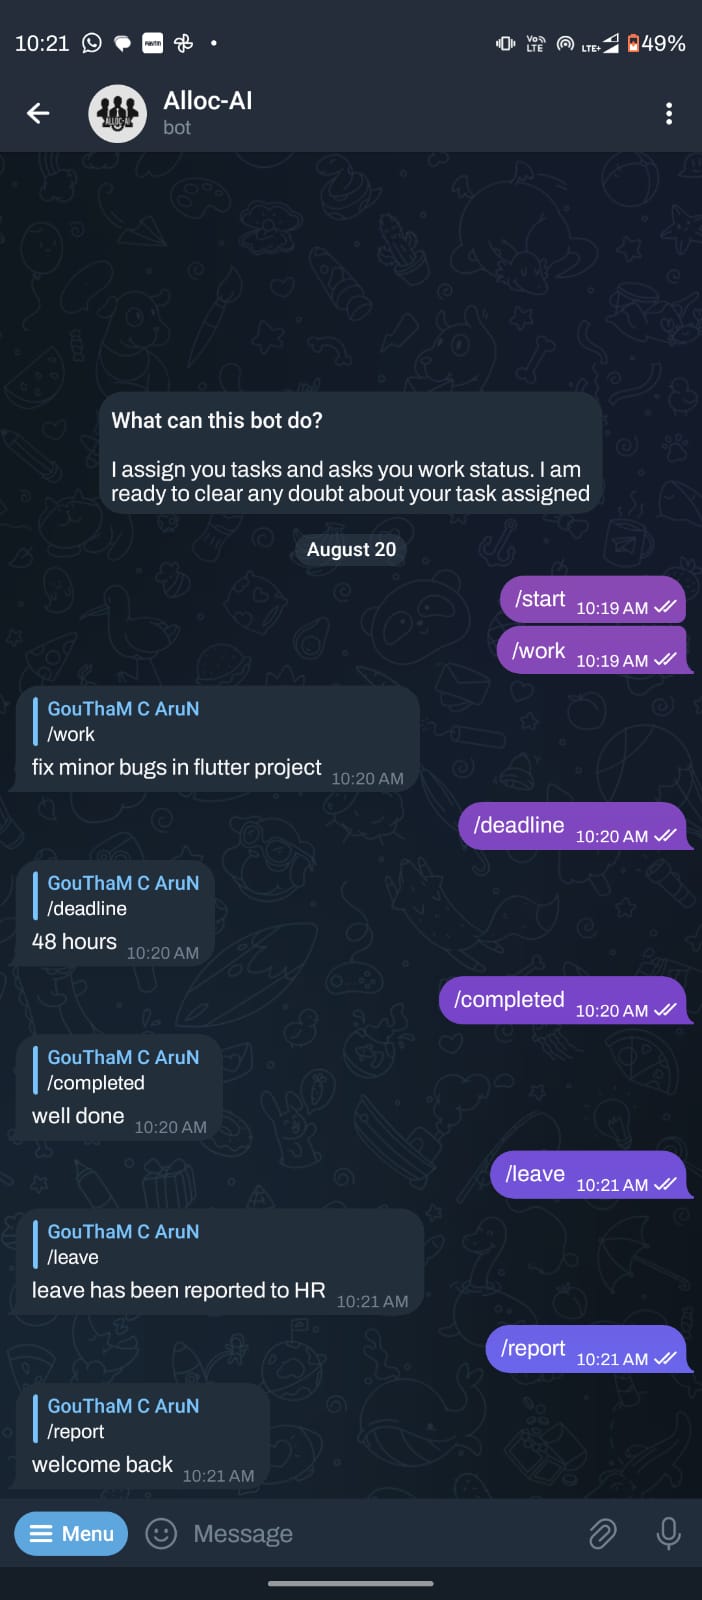 10:21
Vo)) LTE
LTE+
49%
Alloc-AI
bot
What can this bot do?
I assign you tasks and asks you work status. I am
ready to clear any doubt about your task assigned
August 20
/start 10:19 AM
/work 10:19 AM
GouThaM C AruN
/work
fix minor bugs in flutter project 10:20 AM
/deadline 10:20 AM
GouThaM C AruN
/deadline
48 hours 10:20 AM
/completed 10:20 AM
GouThaM C AruN
/completed
well done 10:20 AM
/leave 10:21 AM
GouThaM C AruN
/leave
leave has been reported to HR 10:21 AM
/report 10:21 AM
GouThaM C AruN
/report
welcome back 10:21 AM
Menu
Message